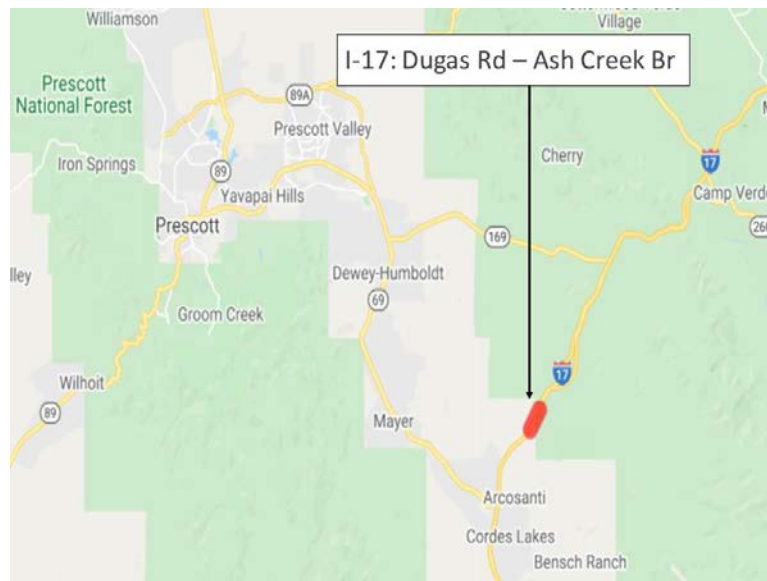 Williamson
Village
I-17: Dugas Rd – Ash Creek Br
Prescott
National Forest
89A
Prescott Valley
Iron Springs
Cherry
17
89
Yavapai Hills
Camp Verde
Prescott
260
169
Dewey-Humboldt
69
Groom Creek
17
Wilhoit
89
Mayer
Arcosanti
Cordes Lakes
Bensch Ranch